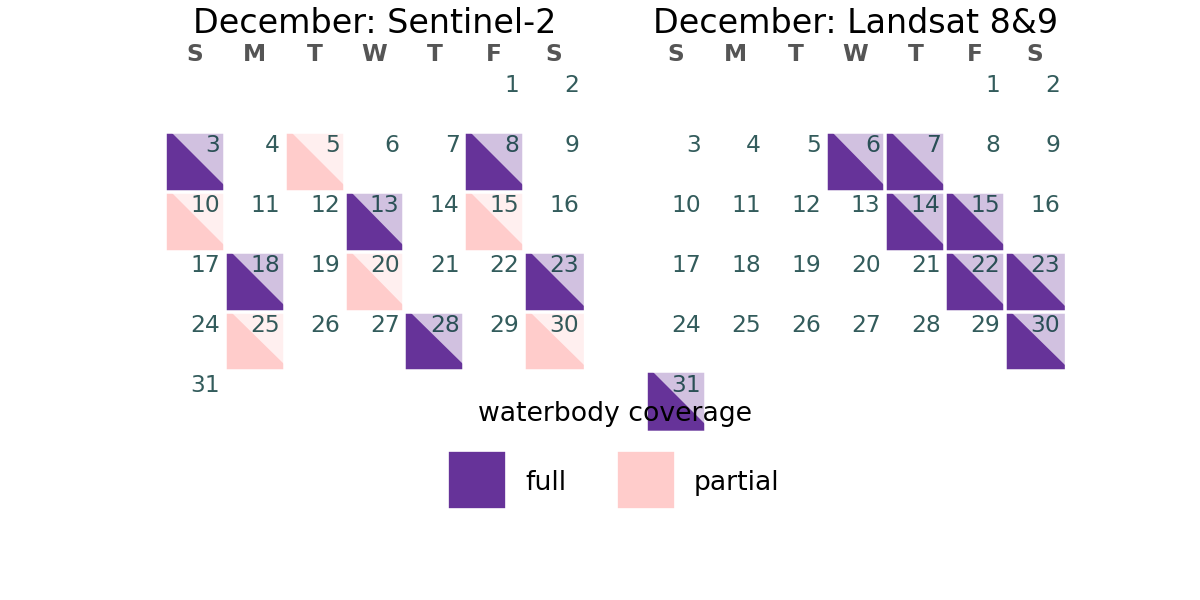 December: Sentinel-2
S M T W T F S
1 2
3 4 5 6 7 8 9
10 11 12 13 14 15 16
17 18 19 20 21 22 23
24 25 26 27 28 29 30
31
December: Landsat 8&9
S M T W T F S
1 2
3 4 5 6 7 8 9
10 11 12 13 14 15 16
17 18 19 20 21 22 23
24 25 26 27 28 29 30
31
waterbody coverage
full partial